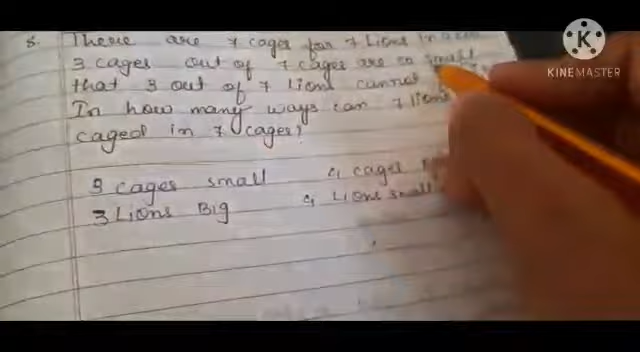 8. There are 7 cages for 7 Lions in a
3 cages out of 7 cages are so small
that 3 out of 7 Lions cannot
In how many ways can 7 lions
caged in 7 cages?
3 cages small 4 cages
3 Lions Big 4 Lions small
KINEMASTER